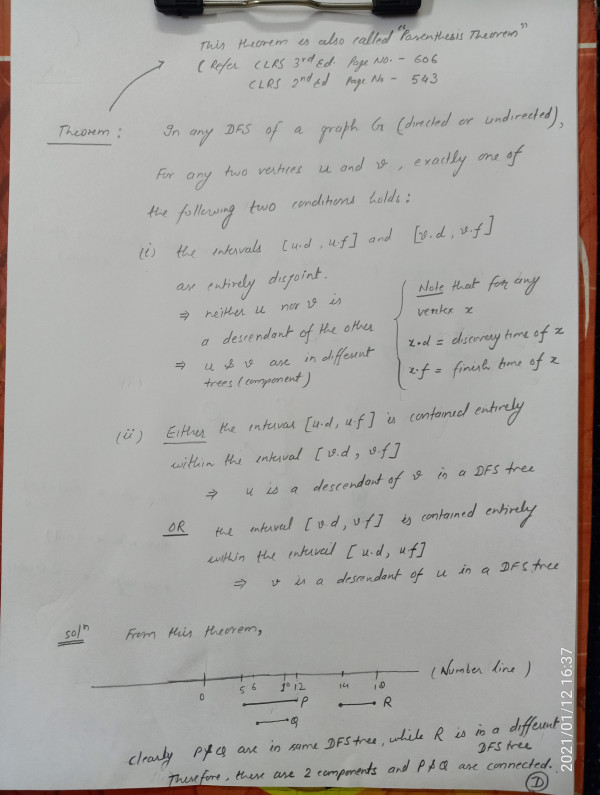 This theorem is also called "Parenthesis Theorem"
( Refer CLRS 3rd Ed. Page No. - 606
CLRS 2nd Ed Page No - 543
Theorem : In any DFS of a graph G (directed or undirected),
For any two vertices u and v, exactly one of
the following two conditions holds :
(i) the intervals [u.d, u.f] and [v.d, v.f]
are entirely disjoint.
⇒ neither u nor v is
a descendant of the other
⇒ u & v are in different
trees (component)
Note that for any
vertex x
x.d = discovery time of x
x.f = finish time of x
(ii) Either the interval [u.d, u.f] is contained entirely
within the interval [v.d, v.f]
⇒ u is a descendant of v in a DFS tree
OR the interval [v.d, v.f] is contained entirely
within the interval [u.d, u.f]
⇒ v is a descendant of u in a DFS tree
soln From this theorem,
(Number line)
0 5 6 10 12 14 18
P R
Q
clearly P & Q are in same DFS tree, while R is in a different
DFS tree
Therefore, there are 2 components and P & Q are connected.
D
2021/01/12 16:37